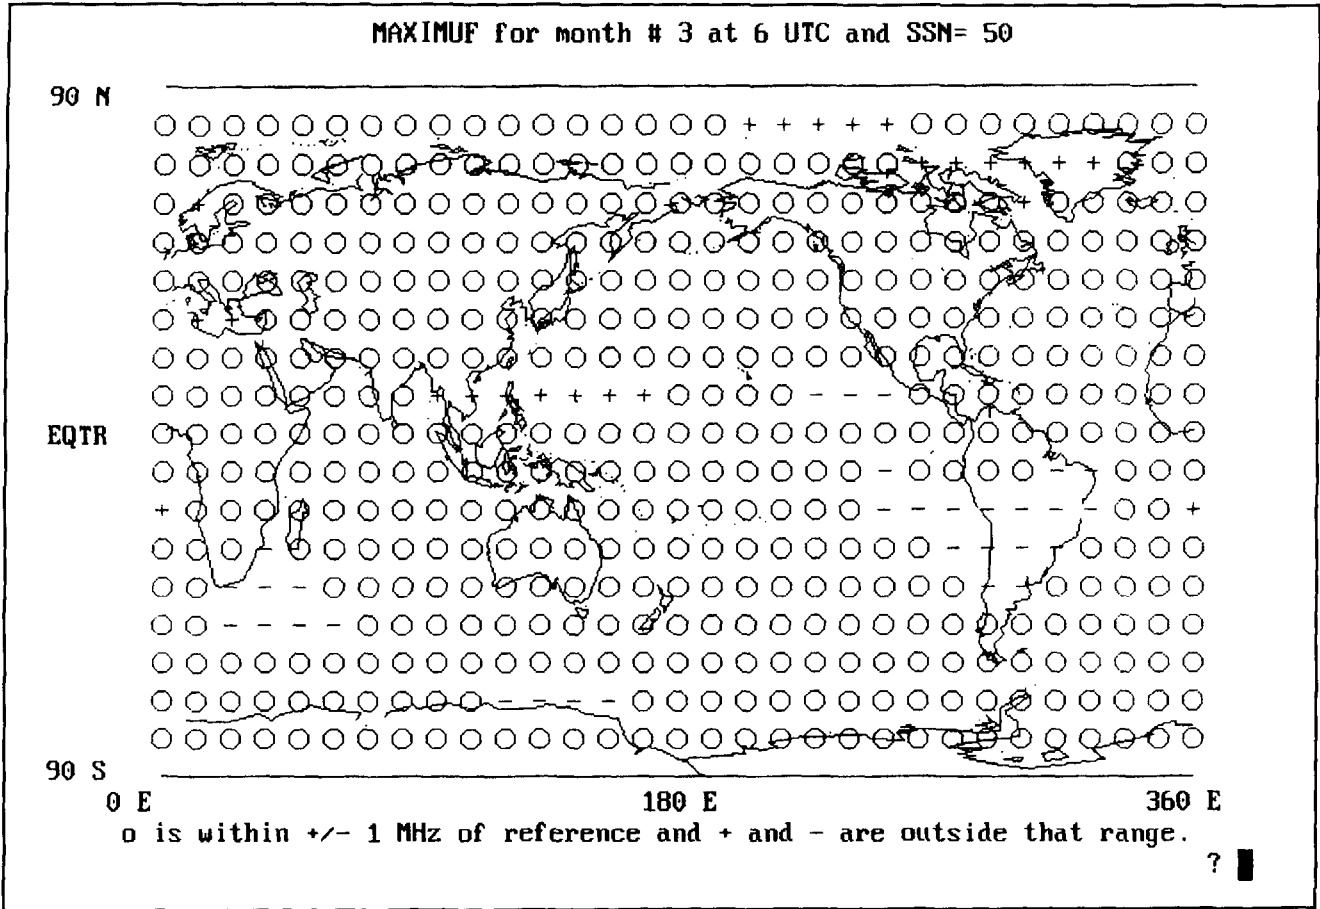 MAXIMUF for month # 3 at 6 UTC and SSN= 50
90 N
EQTR
90 S
0 E 180 E 360 E
o is within +/- 1 MHz of reference and + and - are outside that range.
?